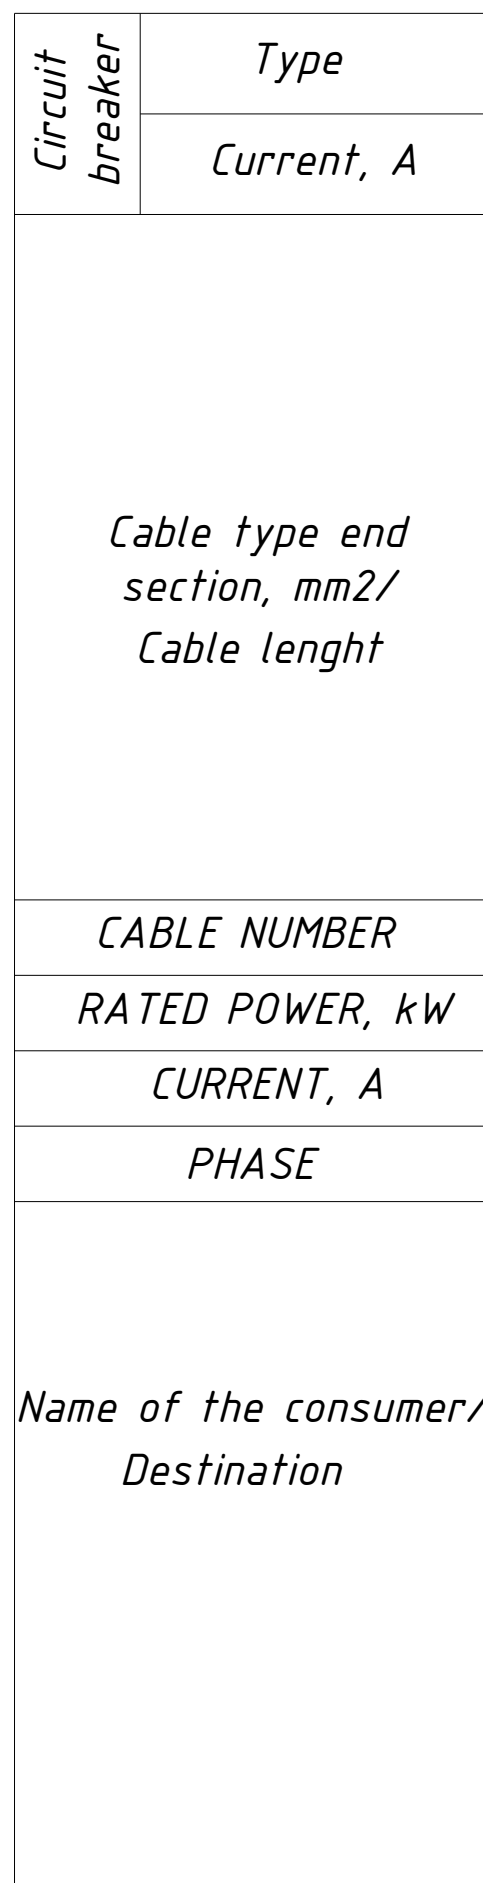 Circuit
breaker
Type
Current, A
Cable type end
section, mm2/
Cable lenght
CABLE NUMBER
RATED POWER, kW
CURRENT, A
PHASE
Name of the consumer/
Destination